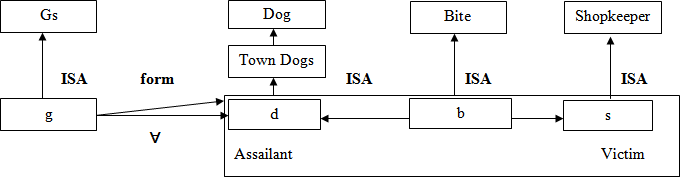 Gs Dog Bite Shopkeeper
Town Dogs
ISA form ISA ISA ISA
g d b s
∀
Assailant Victim